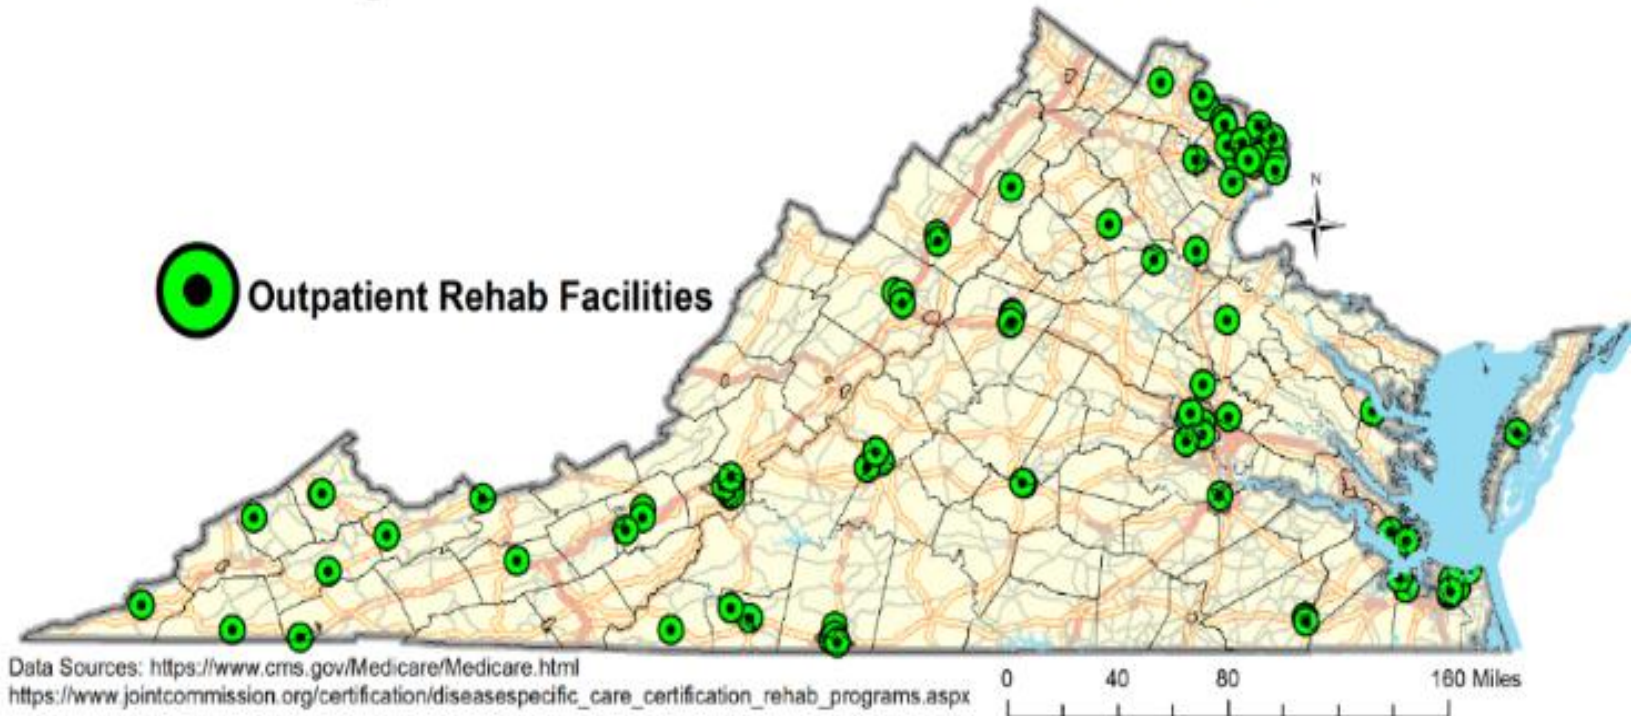 N
Outpatient Rehab Facilities
Data Sources: https://www.cms.gov/Medicare/Medicare.html
https://www.jointcommission.org/certification/diseasespecific_care_certification_rehab_programs.aspx
0 40 80 160 Miles